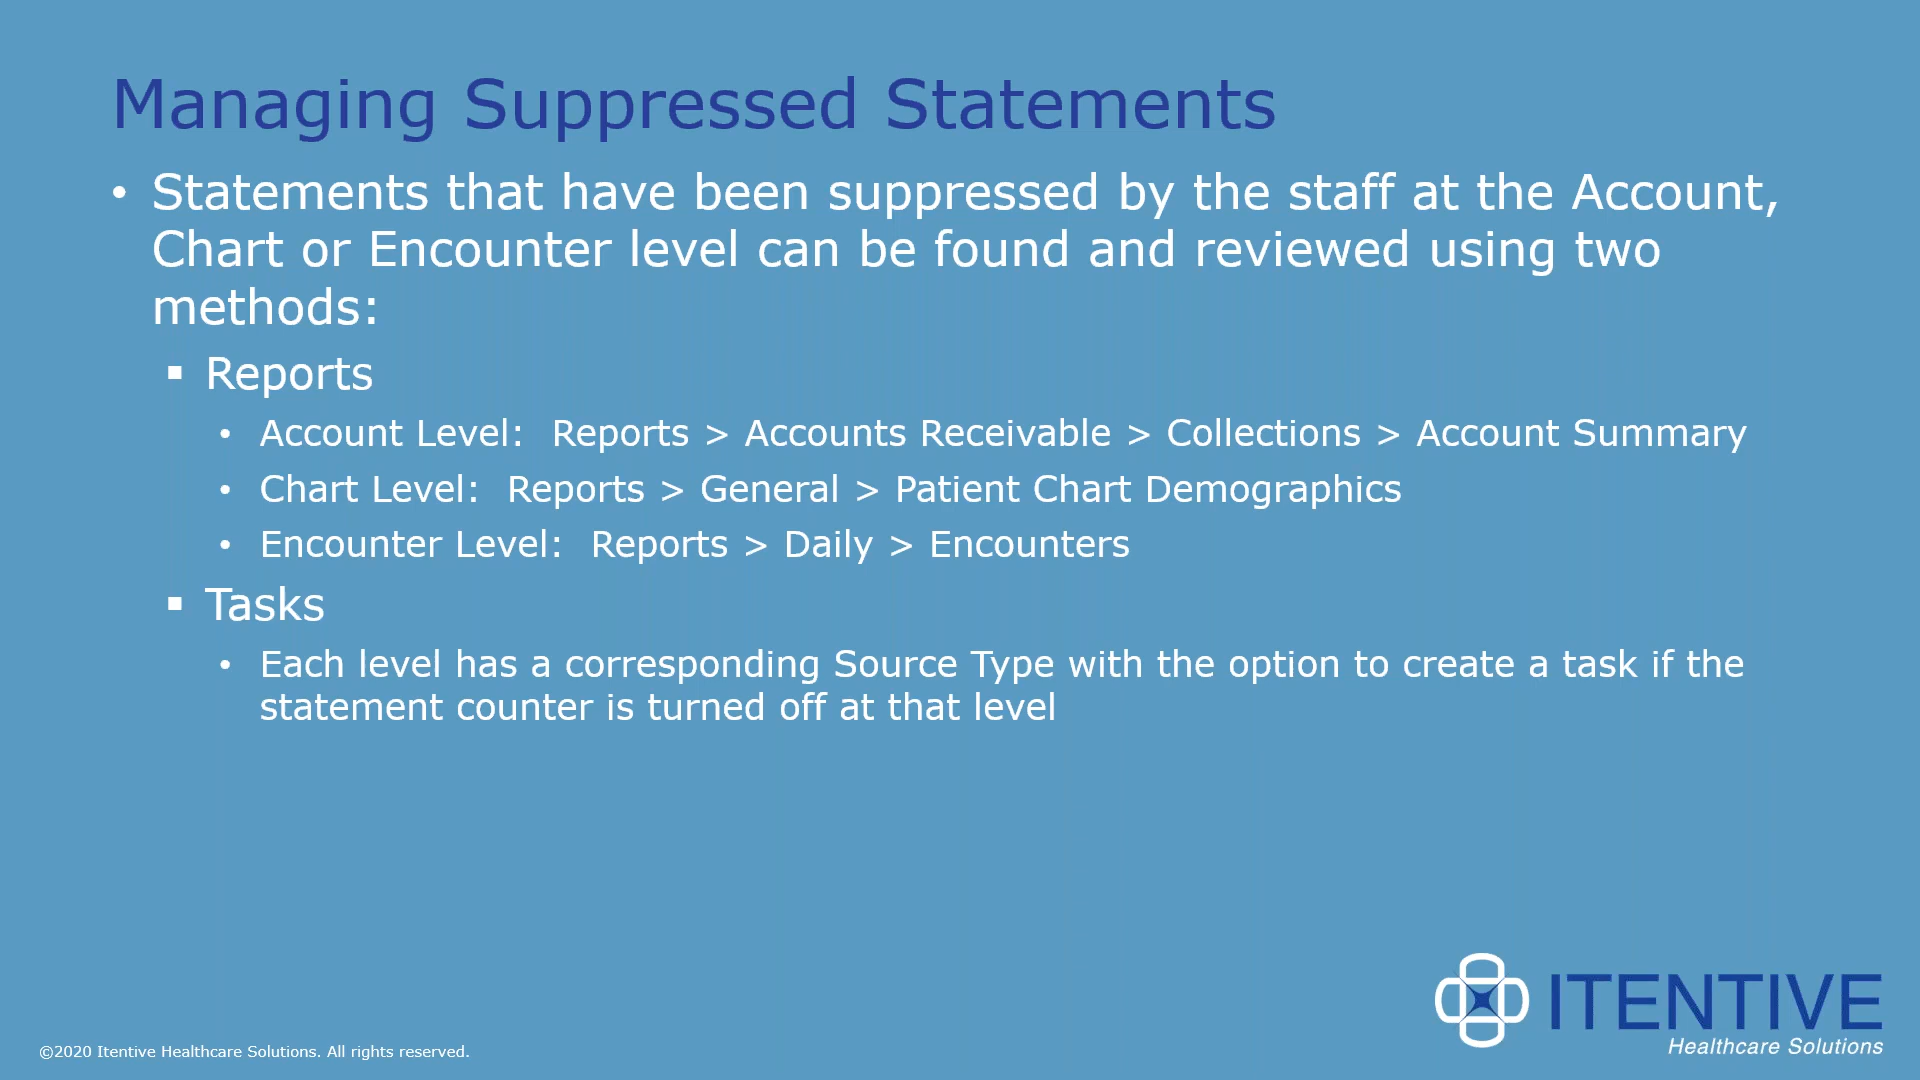 Managing Suppressed Statements
• Statements that have been suppressed by the staff at the Account,
Chart or Encounter level can be found and reviewed using two
methods:
▪ Reports
• Account Level:  Reports > Accounts Receivable > Collections > Account Summary
• Chart Level:  Reports > General > Patient Chart Demographics
• Encounter Level:  Reports > Daily > Encounters
▪ Tasks
• Each level has a corresponding Source Type with the option to create a task if the
statement counter is turned off at that level
ITENTIVE
Healthcare Solutions
©2020 Itentive Healthcare Solutions. All rights reserved.